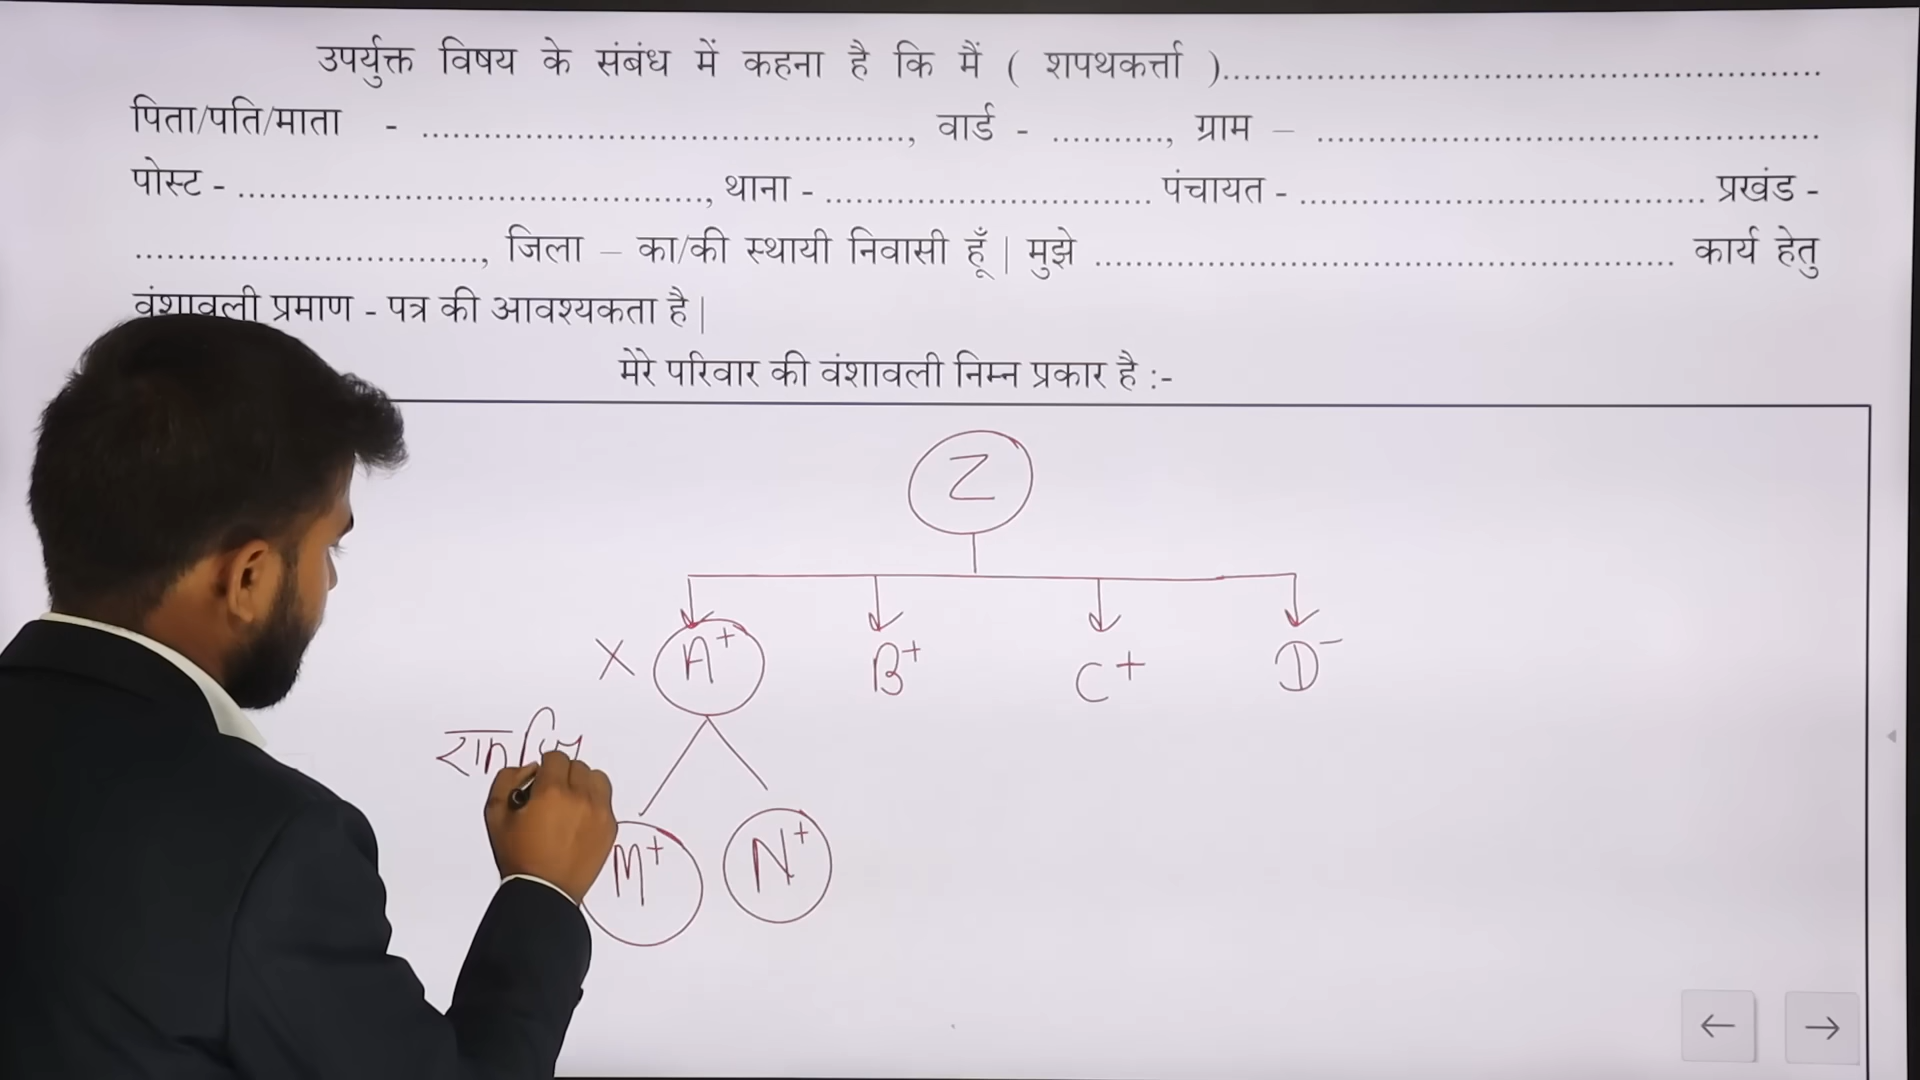 उपर्युक्त विषय के संबंध में कहना है कि मैं ( शपथकर्त्ता )..........................................................
पिता/पति/माता - ..............................................., वार्ड - ..........., ग्राम – .................................................
पोस्ट - .............................................., थाना - ................................ पंचायत - ........................................ प्रखंड -
.................................., जिला – का/की स्थायी निवासी हूँ | मुझे ......................................................... कार्य हेतु
वंशावली प्रमाण - पत्र की आवश्यकता है |
मेरे परिवार की वंशावली निम्न प्रकार है :-
Z
X A+ B+ C+ D-
M+ N+